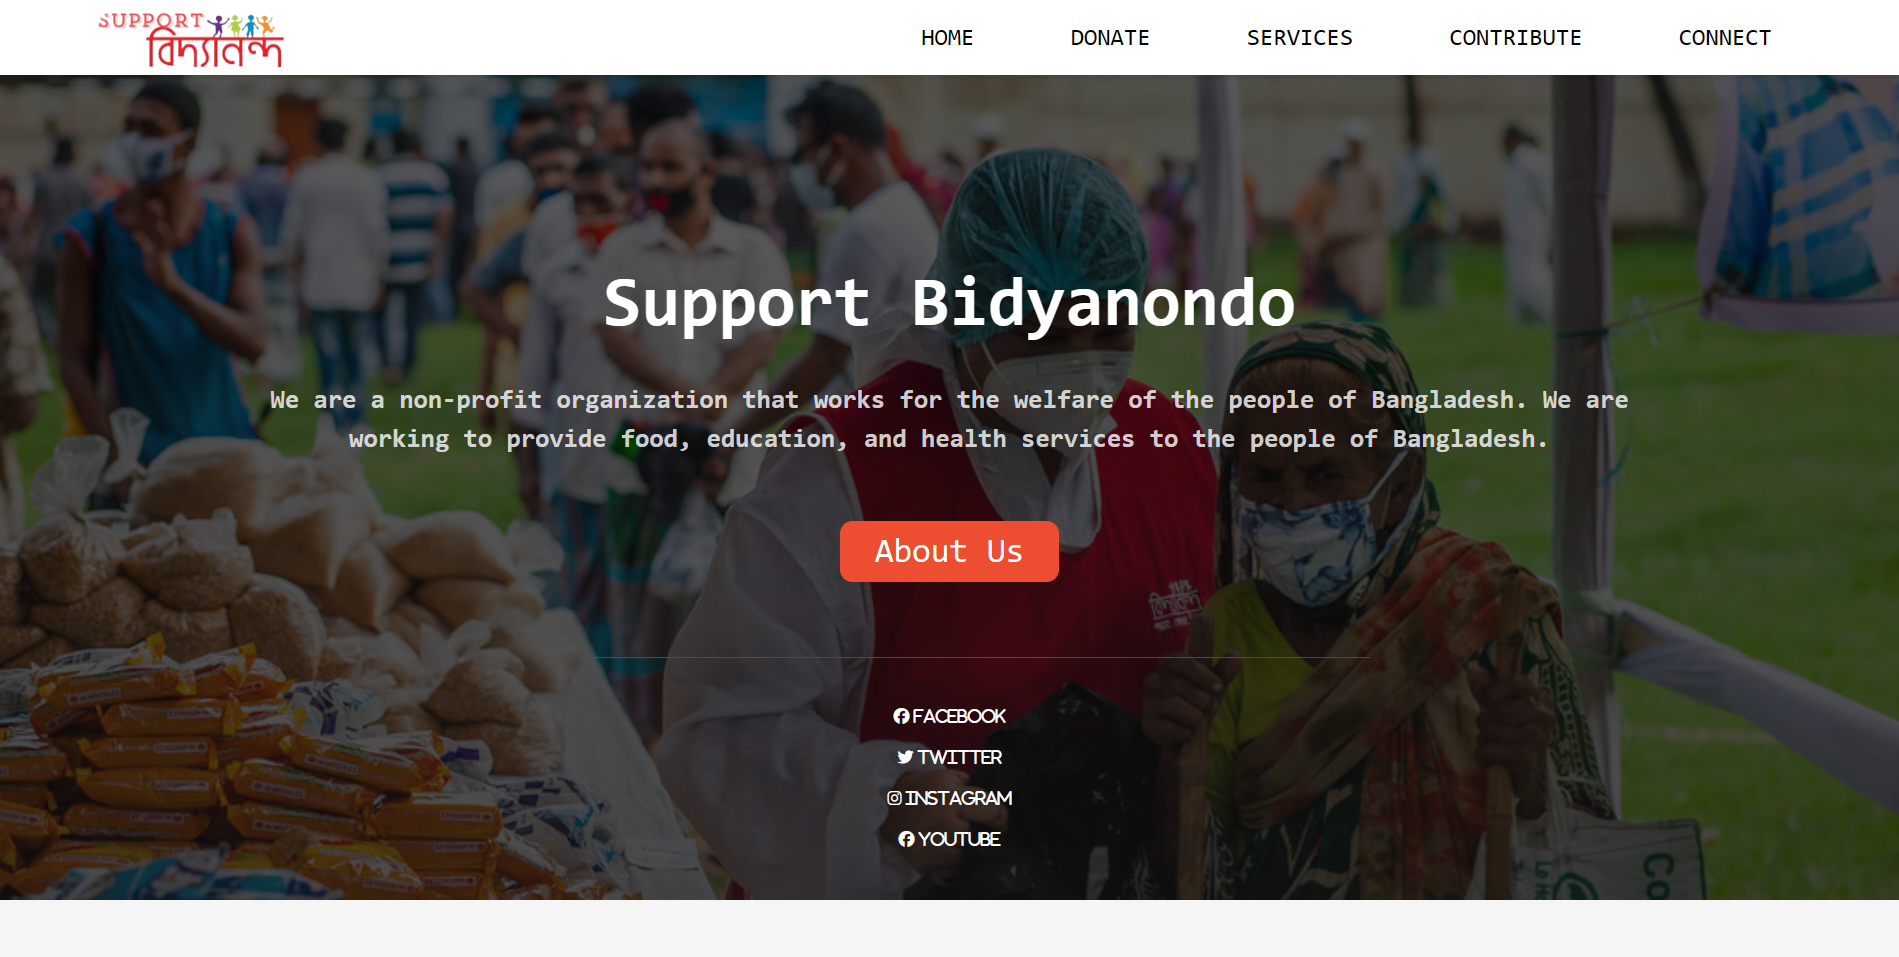 SUPPORT
বিদ্যানন্দ
HOME DONATE SERVICES CONTRIBUTE CONNECT
Support Bidyanondo
We are a non-profit organization that works for the welfare of the people of Bangladesh. We are
working to provide food, education, and health services to the people of Bangladesh.
About Us
বিদ্যানন্দ
FACEBOOK
TWITTER
INSTAGRAM
YOUTUBE
Co